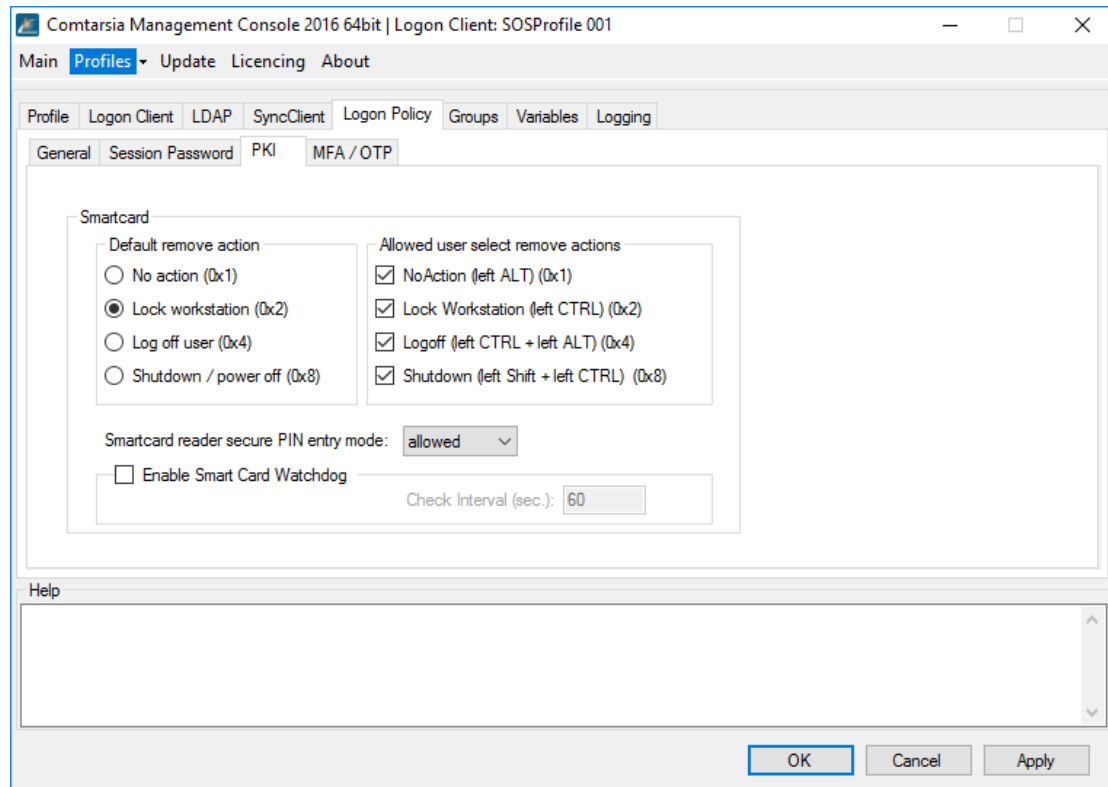 Comtarsia Management Console 2016 64bit | Logon Client: SOSProfile 001
Main Profiles Update Licencing About
Profile Logon Client LDAP SyncClient Logon Policy Groups Variables Logging
General Session Password PKI MFA / OTP
Smartcard
Default remove action
No action (0x1)
Lock workstation (0x2)
Log off user (0x4)
Shutdown / power off (0x8)
Allowed user select remove actions
NoAction (left ALT) (0x1)
Lock Workstation (left CTRL) (0x2)
Logoff (left CTRL + left ALT) (0x4)
Shutdown (left Shift + left CTRL) (0x8)
Smartcard reader secure PIN entry mode: allowed
Enable Smart Card Watchdog
Check Interval (sec.): 60
Help
OK Cancel Apply